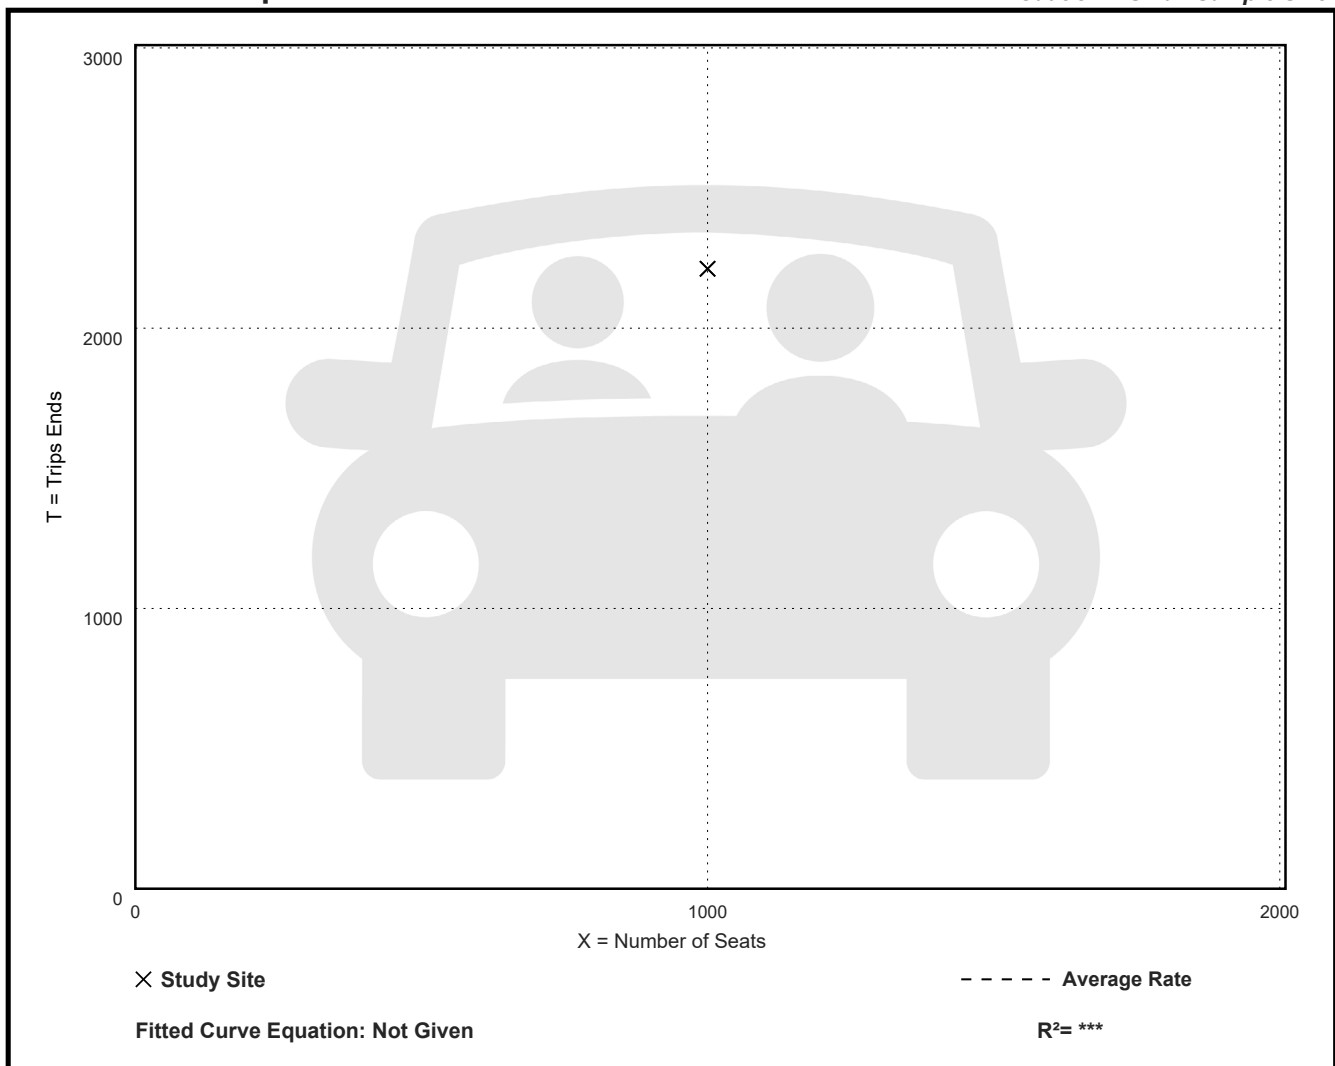 3000
2000
1000
0
T = Trips Ends
0 1000 2000
X = Number of Seats
Study Site
Average Rate
Fitted Curve Equation: Not Given
R²= ***